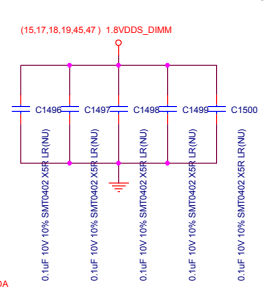 (15,17,18,19,45,47 ) 1.8VDDS_DIMM
C1496 C1497 C1498 C1499 C1500
0.1uF 10V 10% SMT0402 X5R LR(NU)
0.1uF 10V 10% SMT0402 X5R LR(NU)
0.1uF 10V 10% SMT0402 X5R LR(NU)
0.1uF 10V 10% SMT0402 X5R LR(NU)
0.1uF 10V 10% SMT0402 X5R LR(NU)
0A